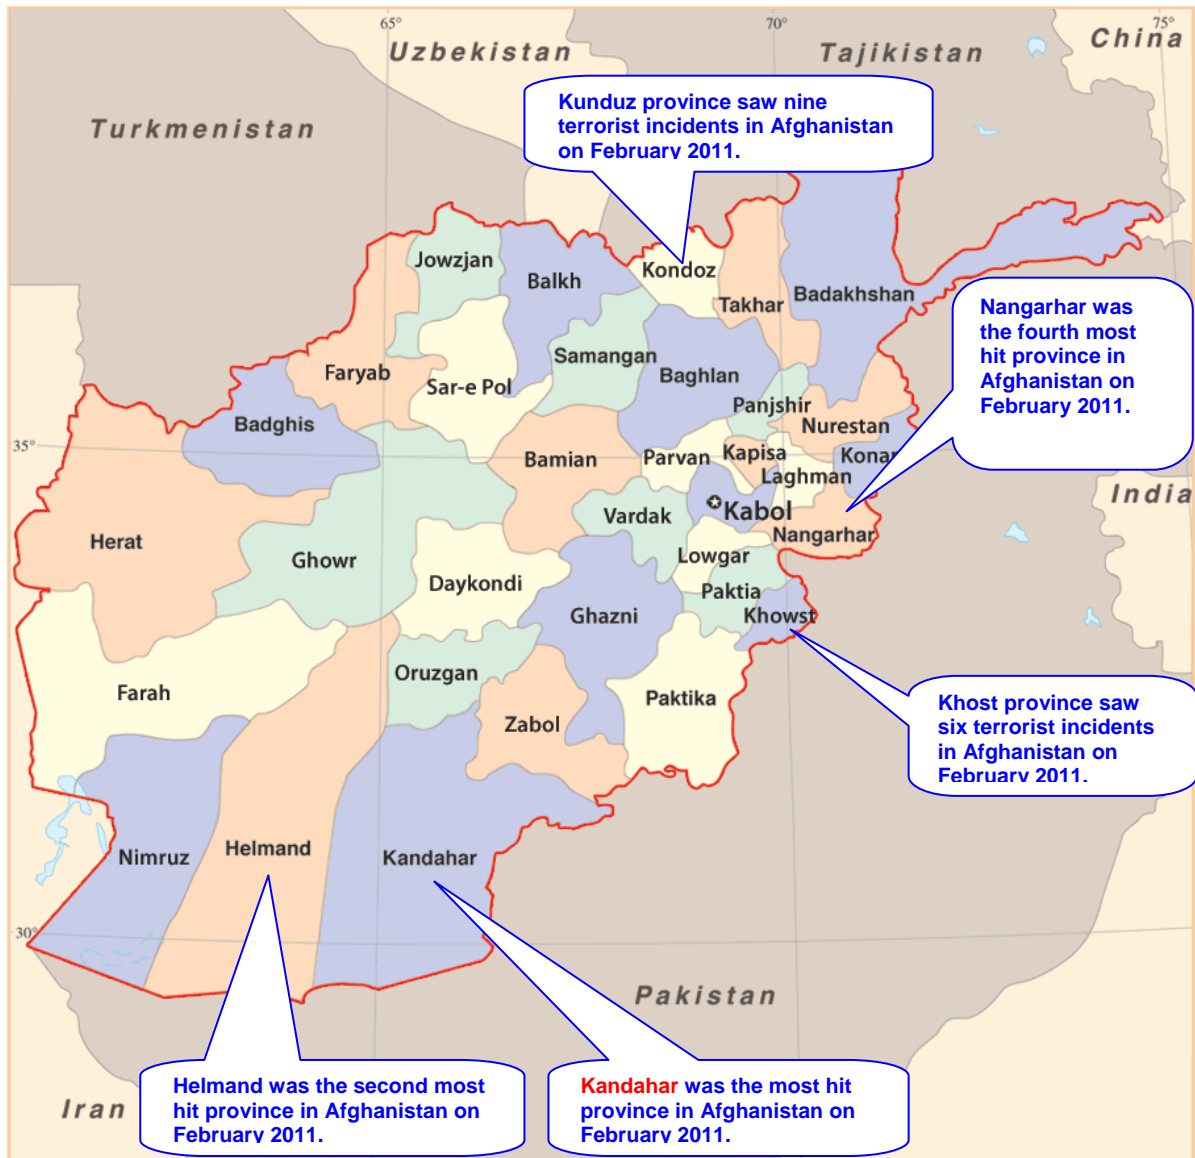 65°
70°
75°
Uzbekistan
Tajikistan
China
Turkmenistan
Kunduz province saw nine
terrorist incidents in Afghanistan
on February 2011.
Jowzjan
Balkh
Kondoz
Takhar
Badakhshan
Nangarhar was
the fourth most
hit province in
Afghanistan on
February 2011.
Faryab
Sar-e Pol
Samangan
Baghlan
Panjshir
Badghis
Nurestan
35°
Bamian
Parvan
Kapisa
Konar
Laghman
India
Herat
Vardak
Kabol
Nangarhar
Ghowr
Daykondi
Lowgar
Paktia
Ghazni
Khowst
Oruzgan
Farah
Zabol
Paktika
Khost province saw
six terrorist incidents
in Afghanistan on
February 2011.
Nimruz
Helmand
Kandahar
30°
Pakistan
Iran
Helmand was the second most
hit province in Afghanistan on
February 2011.
Kandahar was the most hit
province in Afghanistan on
February 2011.